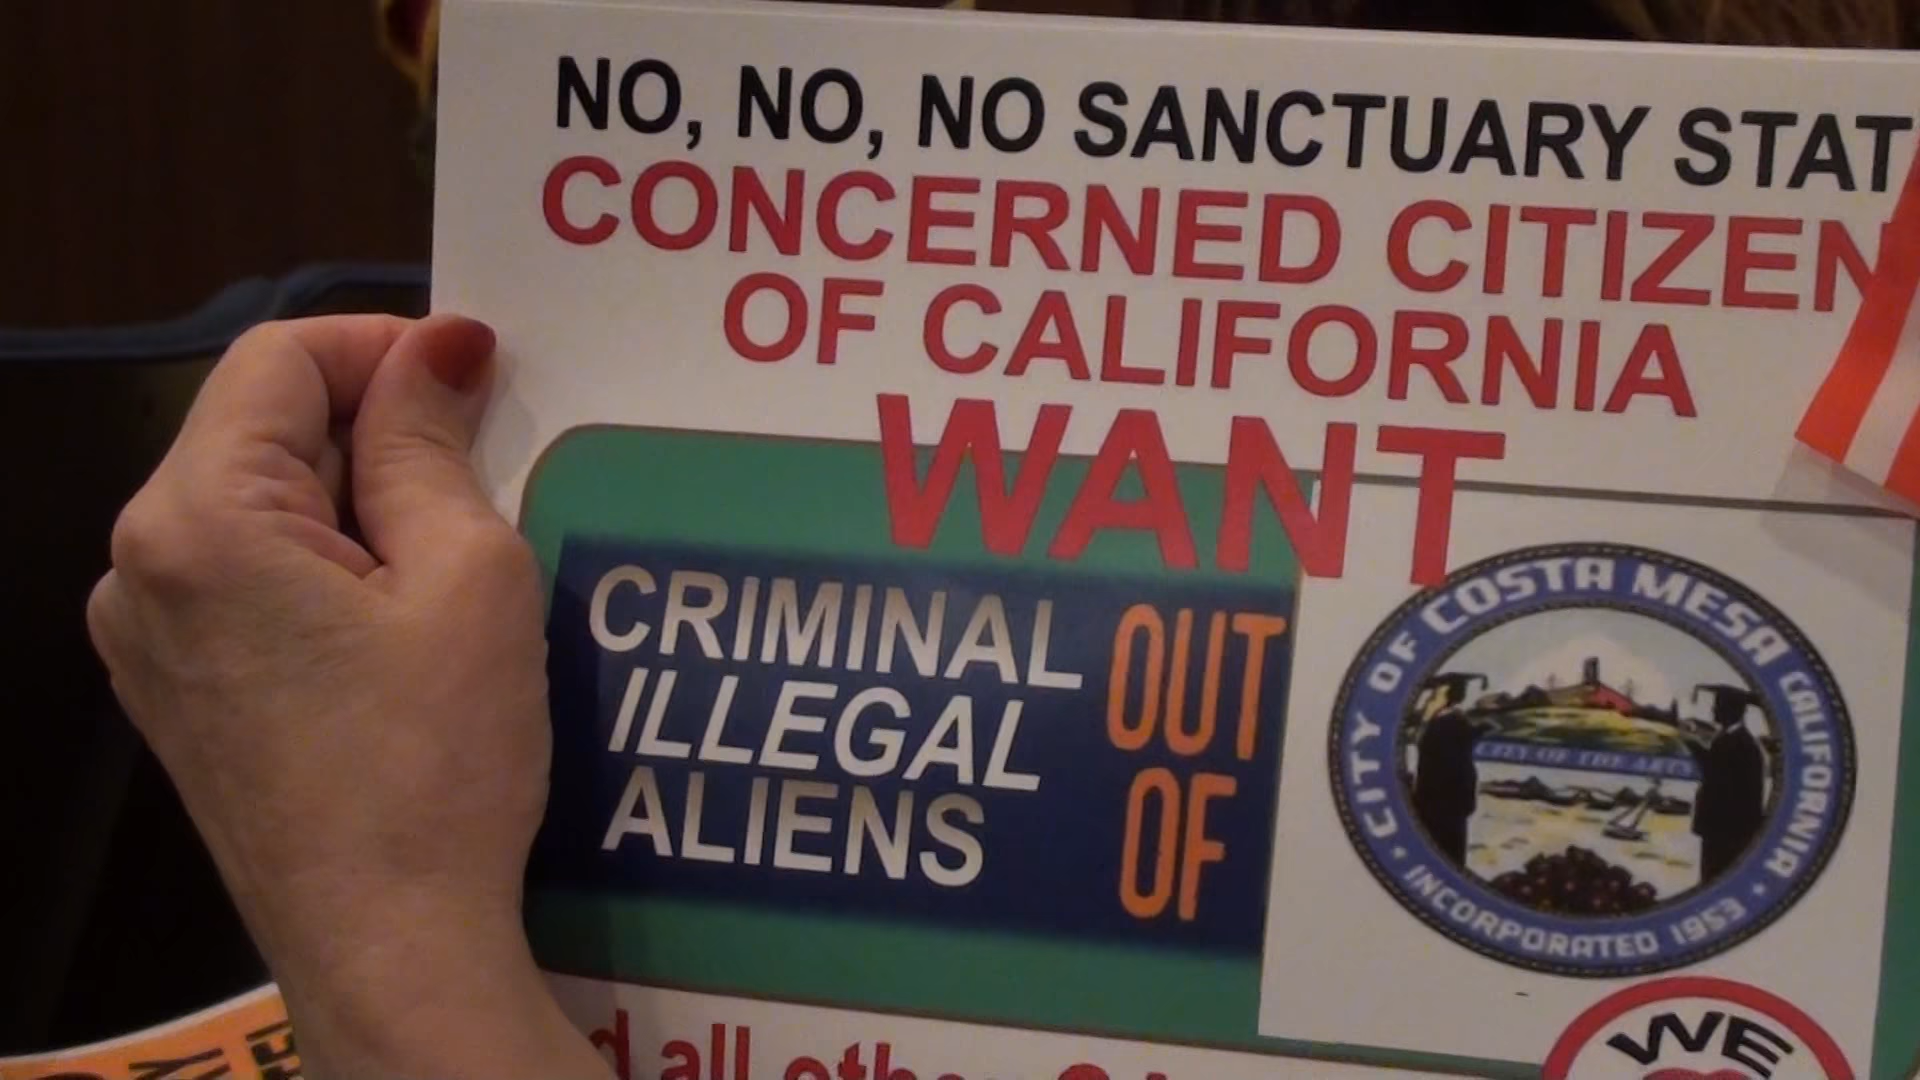 NO, NO, NO SANCTUARY STAT
CONCERNED CITIZEN
OF CALIFORNIA
WANT
CRIMINAL
ILLEGAL
ALIENS
OUT
OF
CITY OF COSTA MESA CALIFORNIA
CITY OF THE ARTS
INCORPORATED 1953
all
WE